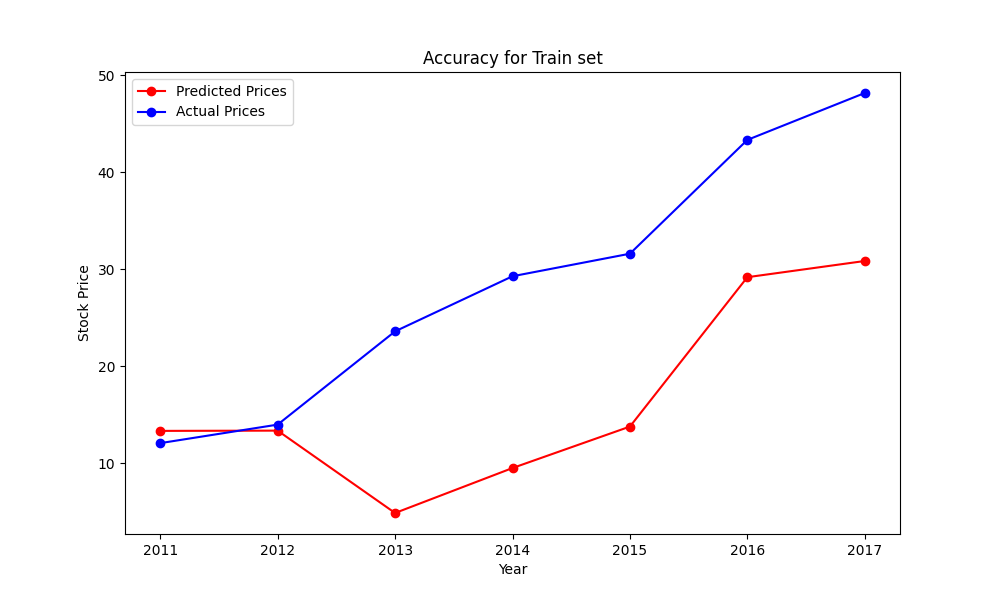 Accuracy for Train set
Predicted Prices
Actual Prices
Stock Price
50
40
30
20
10
2011 2012 2013 2014 2015 2016 2017
Year